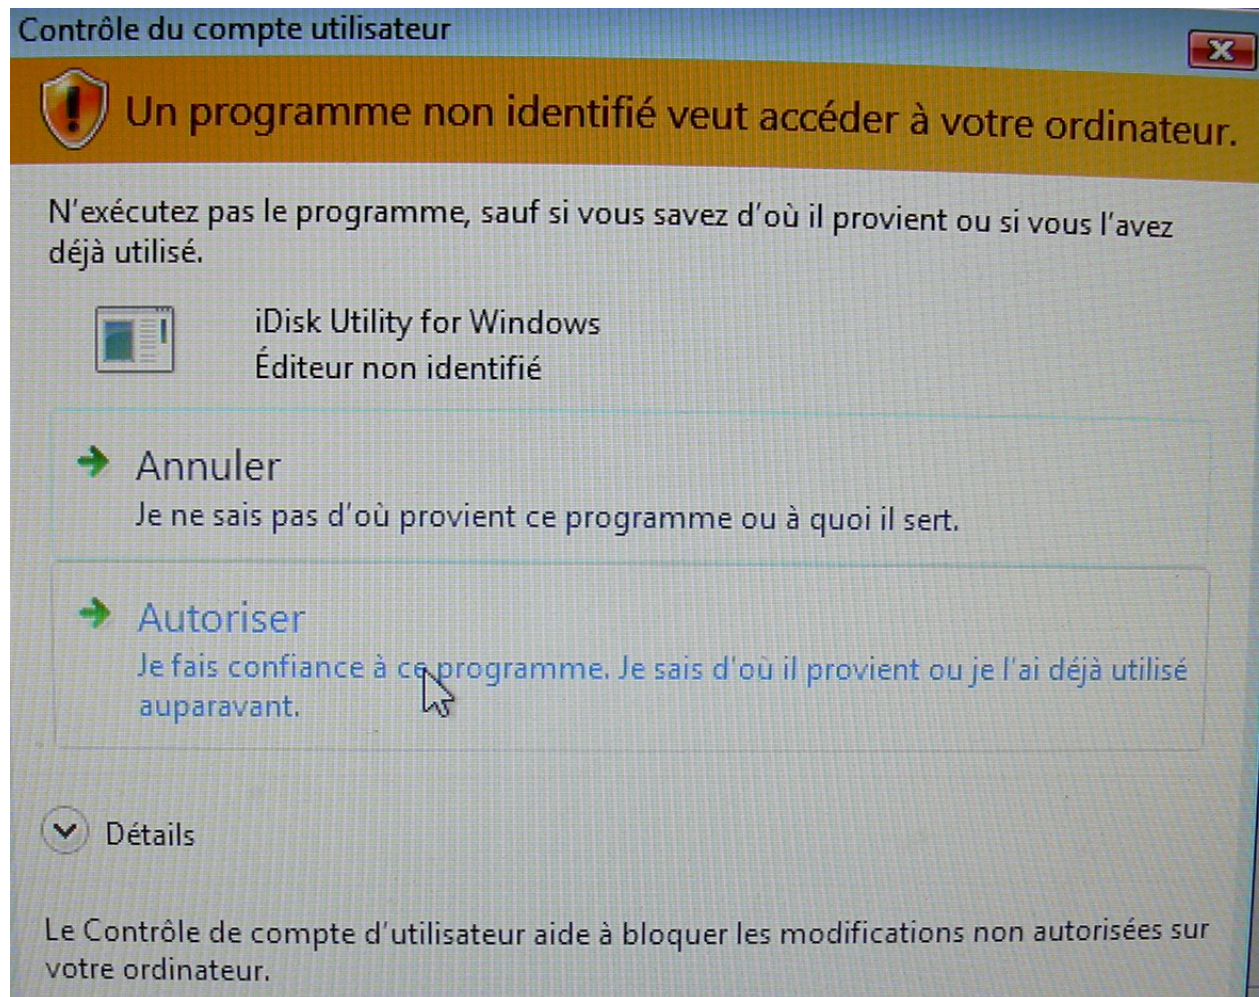 Contrôle du compte utilisateur
Un programme non identifié veut accéder à votre ordinateur.
N'exécutez pas le programme, sauf si vous savez d'où il provient ou si vous l'avez
déjà utilisé.
iDisk Utility for Windows
Éditeur non identifié
Annuler
Je ne sais pas d'où provient ce programme ou à quoi il sert.
Autoriser
Je fais confiance à ce programme. Je sais d'où il provient ou je l'ai déjà utilisé
auparavant.
Détails
Le Contrôle de compte d'utilisateur aide à bloquer les modifications non autorisées sur
votre ordinateur.